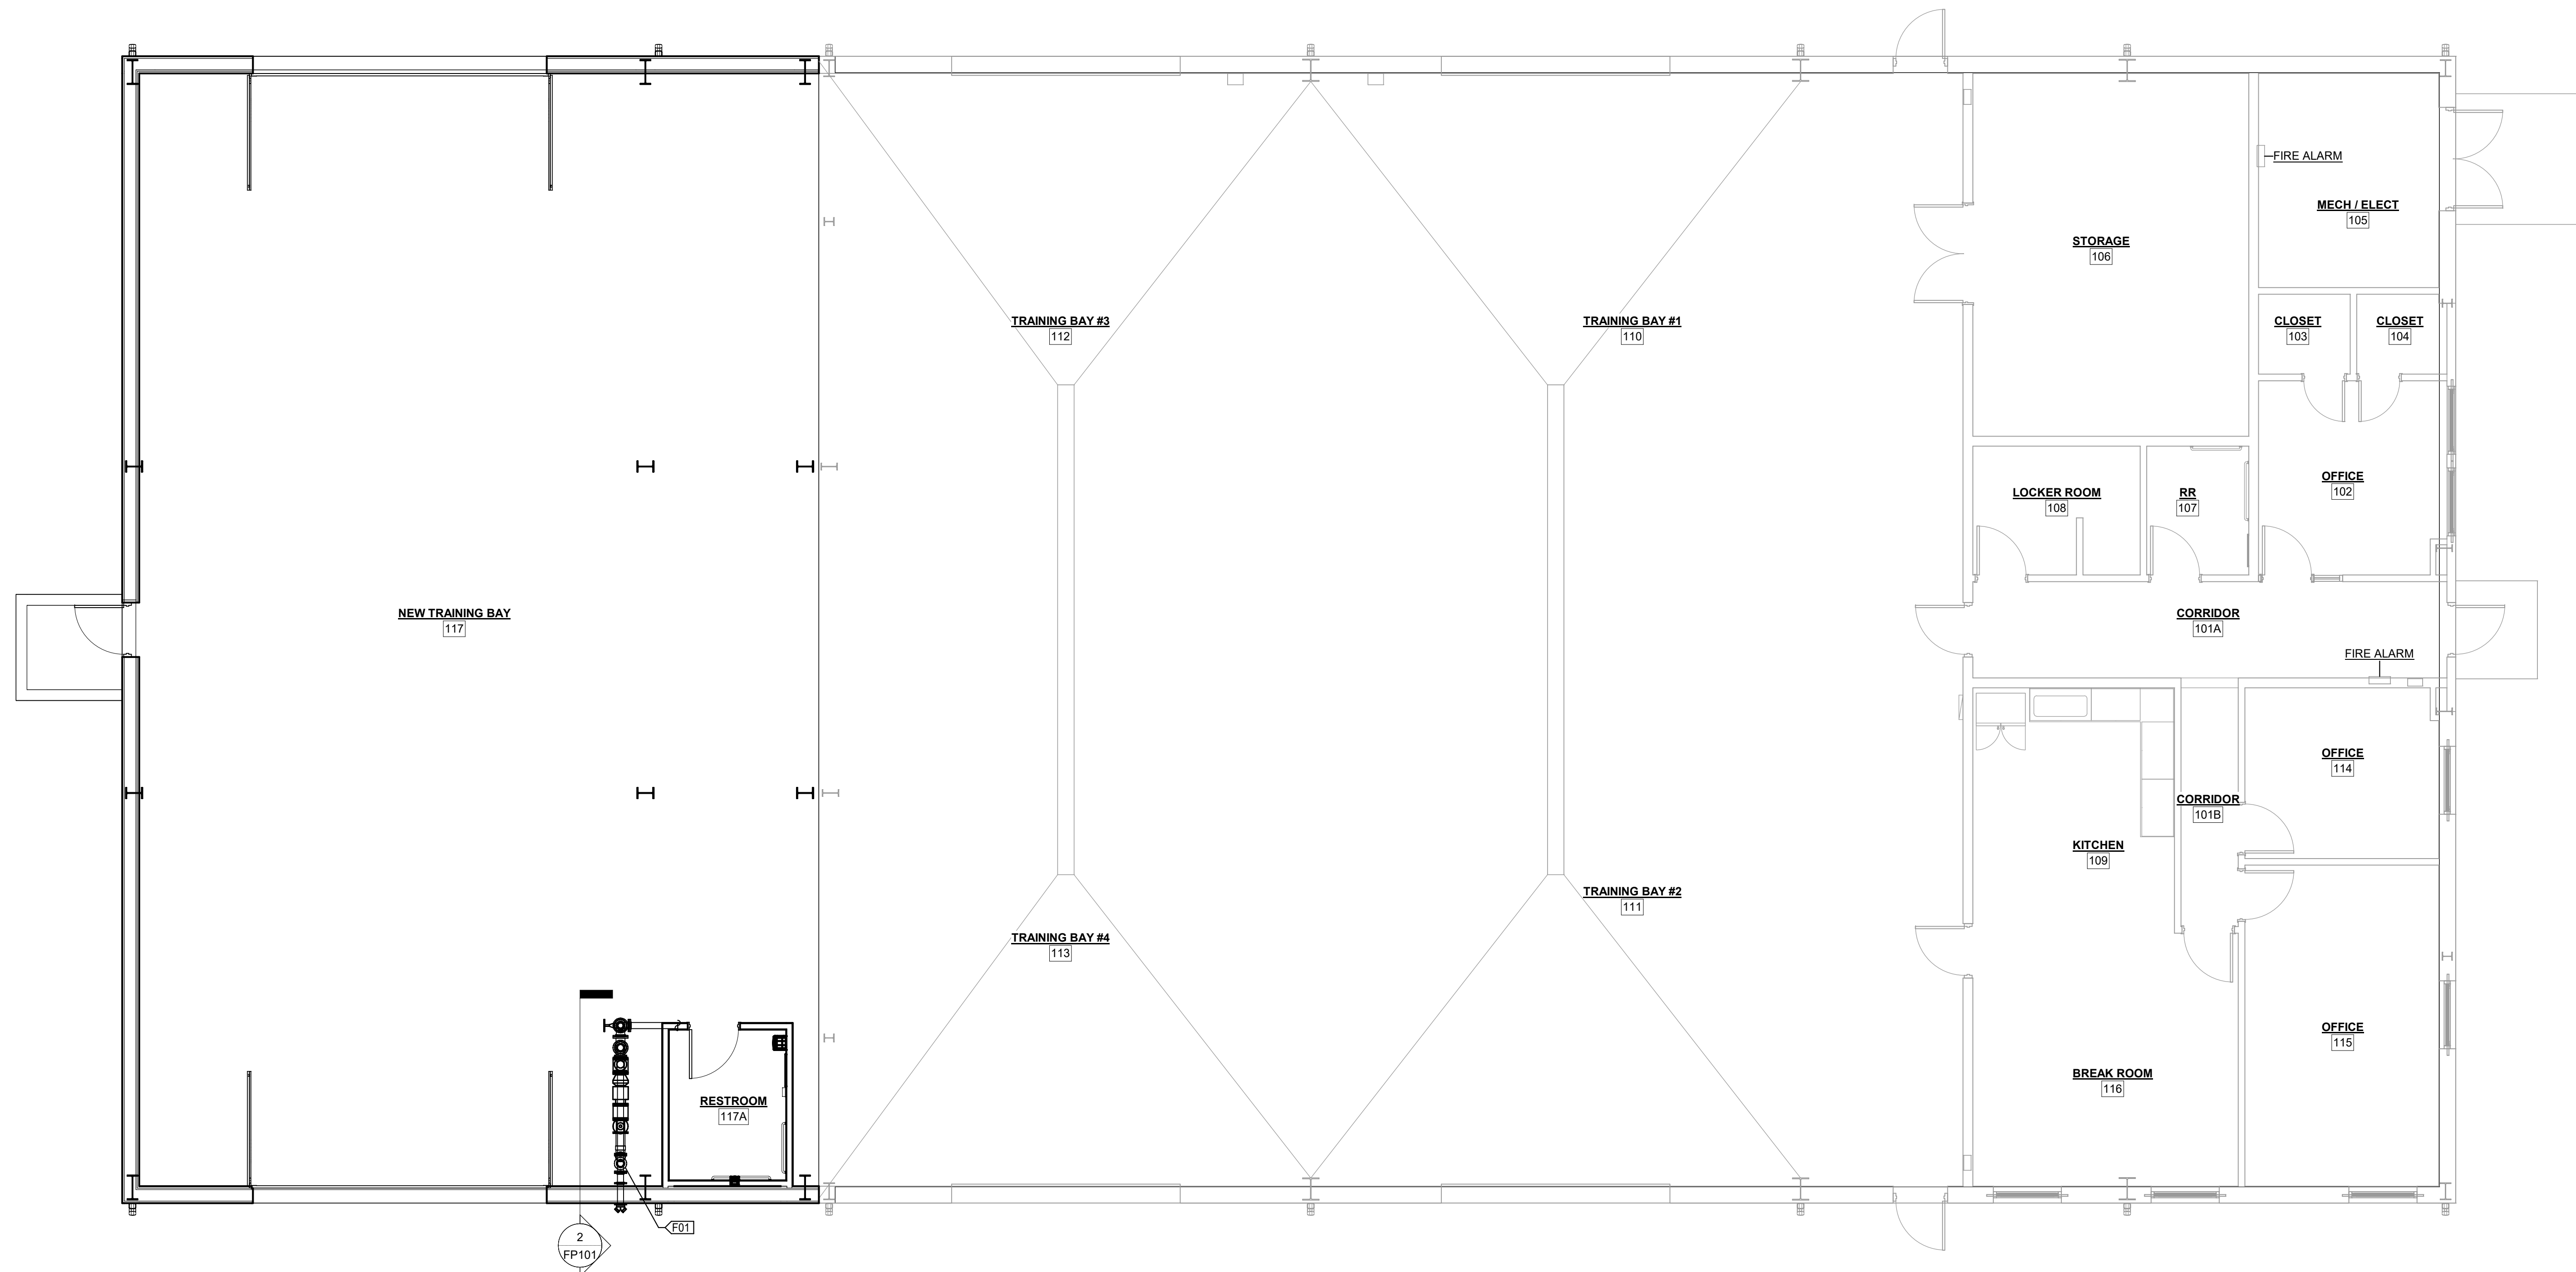 FIRE ALARM
MECH / ELECT
105
STORAGE
106
TRAINING BAY #3
112
TRAINING BAY #1
110
CLOSET
103
CLOSET
104
OFFICE
102
LOCKER ROOM
108
RR
107
NEW TRAINING BAY
117
CORRIDOR
101A
FIRE ALARM
OFFICE
114
CORRIDOR
101B
KITCHEN
109
TRAINING BAY #2
111
TRAINING BAY #4
113
OFFICE
115
BREAK ROOM
116
RESTROOM
117A
F01
2
FP101